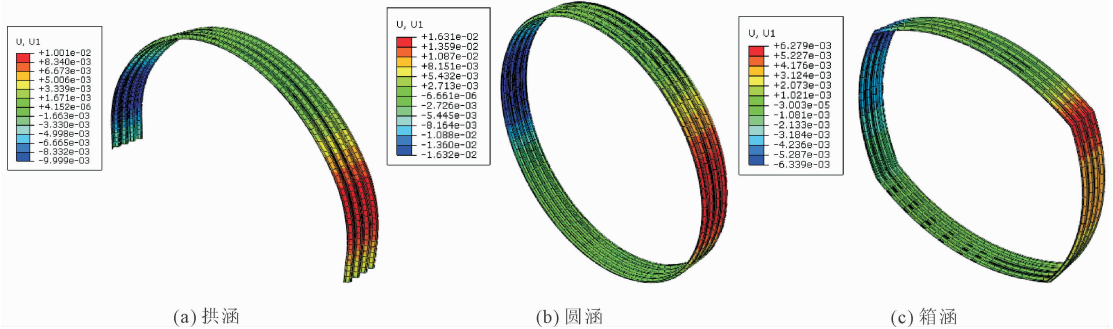 U, U1
+1.001e-02
+8.340e-03
+6.673e-03
+5.006e-03
+3.339e-03
+1.671e-03
+4.152e-06
-1.663e-03
-3.330e-03
-4.998e-03
-6.665e-03
-8.332e-03
-9.999e-03
(a) 拱涵
U, U1
+1.631e-02
+1.359e-02
+1.087e-02
+8.151e-03
+5.432e-03
+2.713e-03
-6.661e-06
-2.726e-03
-5.445e-03
-8.164e-03
-1.088e-02
-1.360e-02
-1.632e-02
(b) 圆涵
U, U1
+6.279e-03
+5.227e-03
+4.176e-03
+3.124e-03
+2.073e-03
+1.021e-03
-3.003e-05
-1.081e-03
-2.133e-03
-3.184e-03
-4.236e-03
-5.287e-03
-6.339e-03
(c) 箱涵